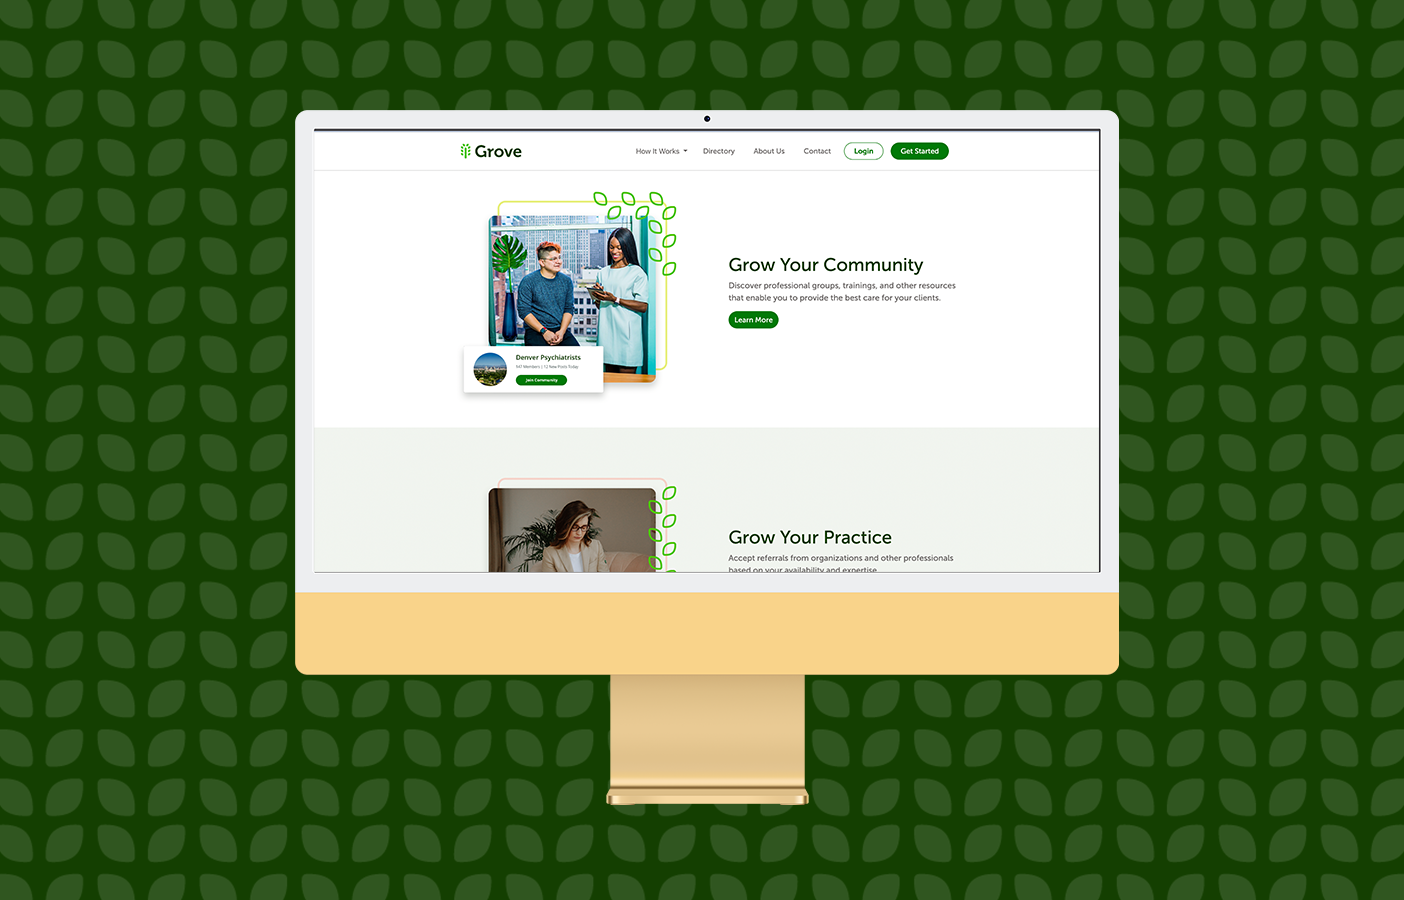 Grove
How It Works
Directory
About Us
Contact
Login
Get Started
Grow Your Community
Discover professional groups, trainings, and other resources
that enable you to provide the best care for your clients.
Learn More
Denver Psychiatrists
547 Members | 12 New Posts Today
Join Community
Grow Your Practice
Accept referrals from organizations and other professionals
based on your availability and expertise